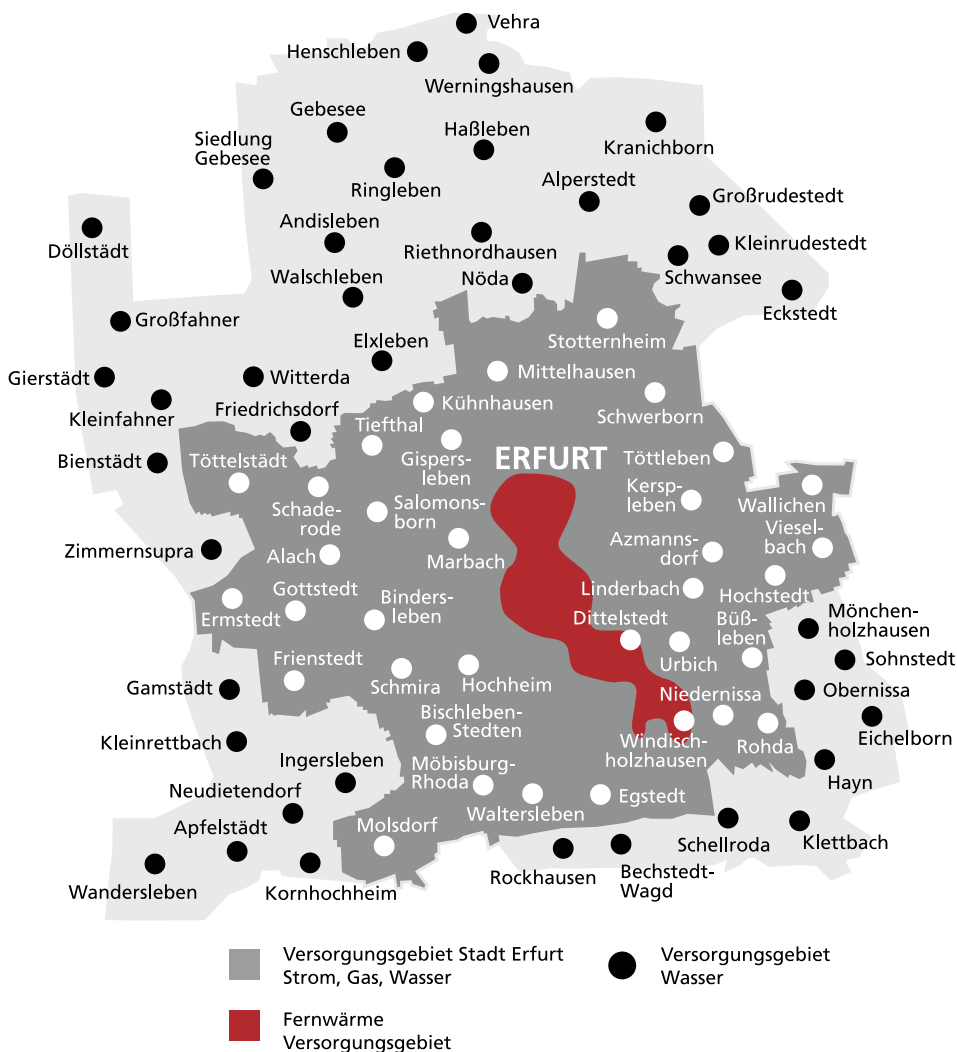 Vehra
Henschleben
Werningshausen
Gebesee
Haßleben
Siedlung
Gebesee
Kranichborn
Ringleben
Alperstedt
Großrudestedt
Andisleben
Döllstädt
Riethnordhausen
Kleinrudestedt
Walschleben
Nöda
Schwansee
Eckstedt
Großfahner
Elxleben
Stotternheim
Gierstädt
Witterda
Mittelhausen
Kleinfahner
Friedrichsdorf
Kühnhausen
Schwerborn
Tiefthal
Bienstädt
Töttelstädt
Gispers-
leben
ERFURT
Töttleben
Schade-
rode
Salomons-
born
Kersp-
leben
Wallichen
Zimmernsupra
Alach
Marbach
Azmanns-
dorf
Viesel-
bach
Gottstedt
Linderbach
Hochstedt
Ermstedt
Binders-
leben
Dittelstedt
Büß-
leben
Mönchen-
holzhausen
Frienstedt
Schmira
Hochheim
Urbich
Sohnstedt
Gamstädt
Niedernissa
Obernissa
Bischleben-
Stedten
Kleinrettbach
Windisch-
holzhausen
Rohda
Eichelborn
Ingersleben
Möbisburg-
Rhoda
Hayn
Neudietendorf
Waltersleben
Egstedt
Apfelstädt
Molsdorf
Schellroda
Klettbach
Wandersleben
Kornhochheim
Rockhausen
Bechstedt-
Wagd
Versorgungsgebiet Stadt Erfurt
Strom, Gas, Wasser
Versorgungsgebiet
Wasser
Fernwärme
Versorgungsgebiet